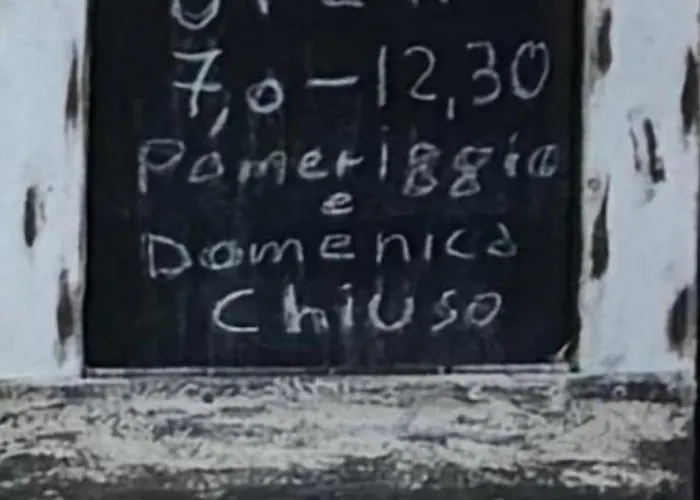 7,0-12,30
Pomeriggio
e
Domenica
Chiuso